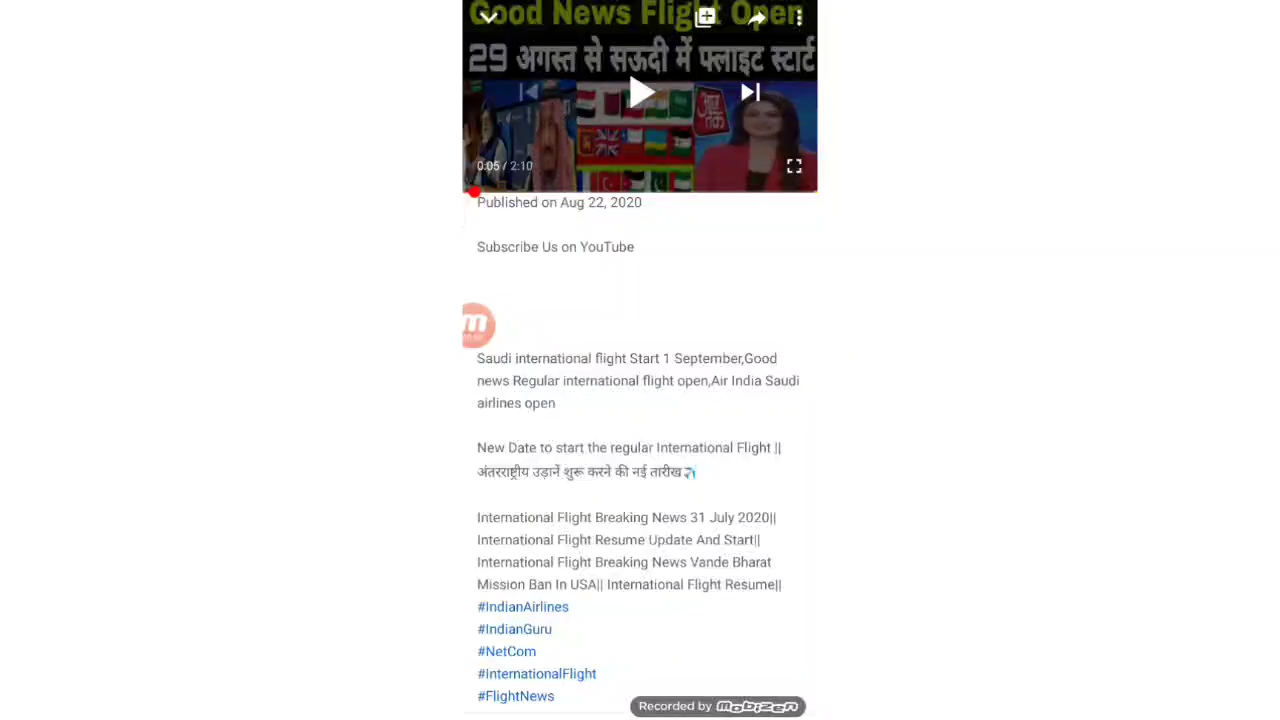 Good News Flight Open
29 अगस्त से सऊदी में फ्लाइट स्टार्ट
आज तक
0:05 / 2:10
Published on Aug 22, 2020
Subscribe Us on YouTube
m
Saudi international flight Start 1 September,Good
news Regular international flight open,Air India Saudi
airlines open
New Date to start the regular International Flight ||
अंतरराष्ट्रीय उड़ानें शुरू करने की नई तारीख✈
International Flight Breaking News 31 July 2020||
International Flight Resume Update And Start||
International Flight Breaking News Vande Bharat
Mission Ban In USA|| International Flight Resume||
#IndianAirlines
#IndianGuru
#NetCom
#InternationalFlight
#FlightNews
Recorded by mobizen